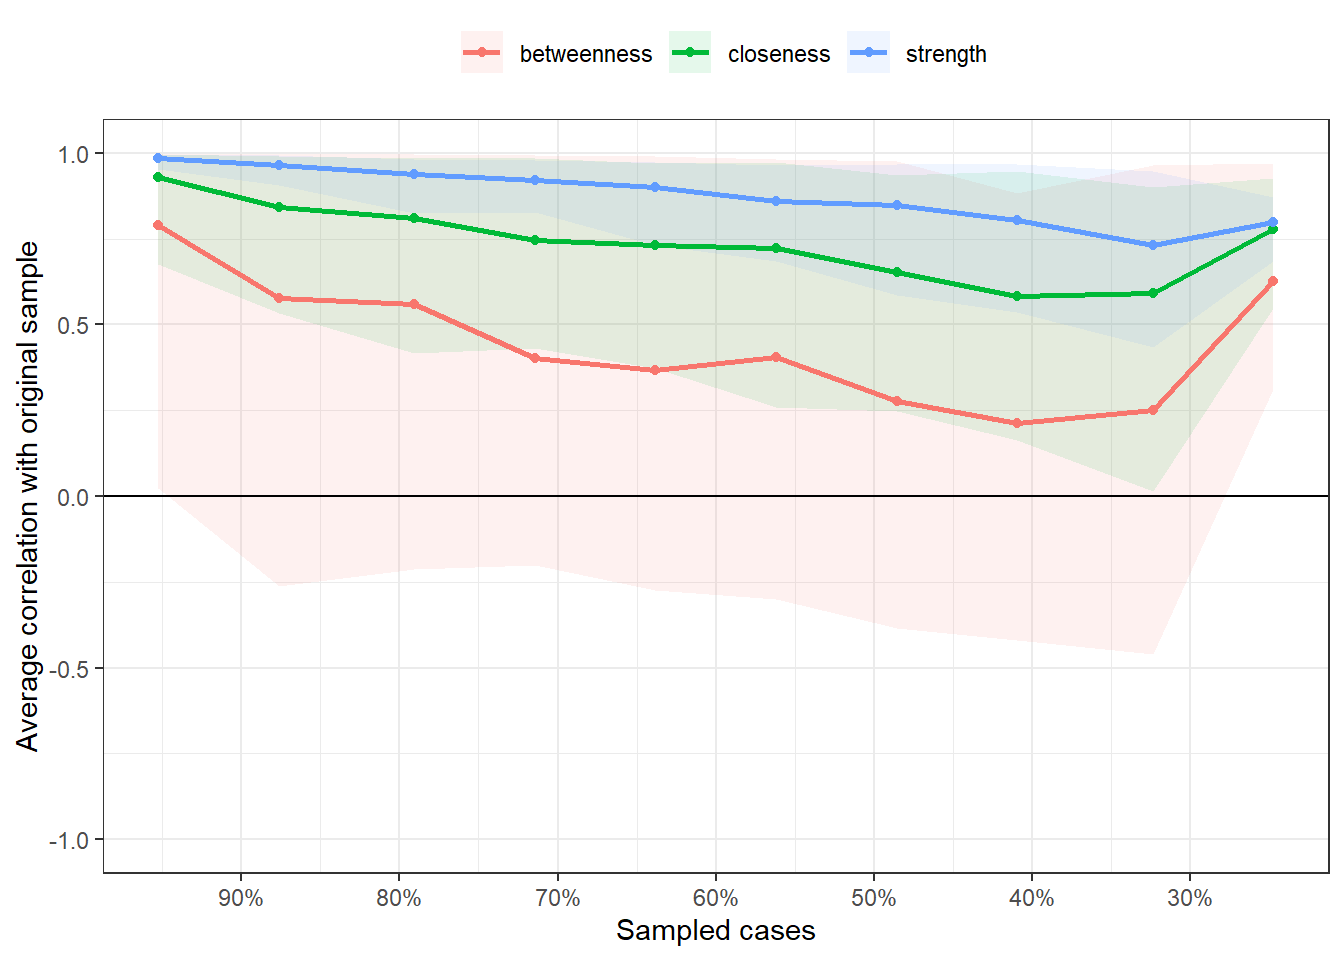 betweenness closeness strength
Average correlation with original sample
1.0
0.5
0.0
-0.5
-1.0
90% 80% 70% 60% 50% 40% 30%
Sampled cases